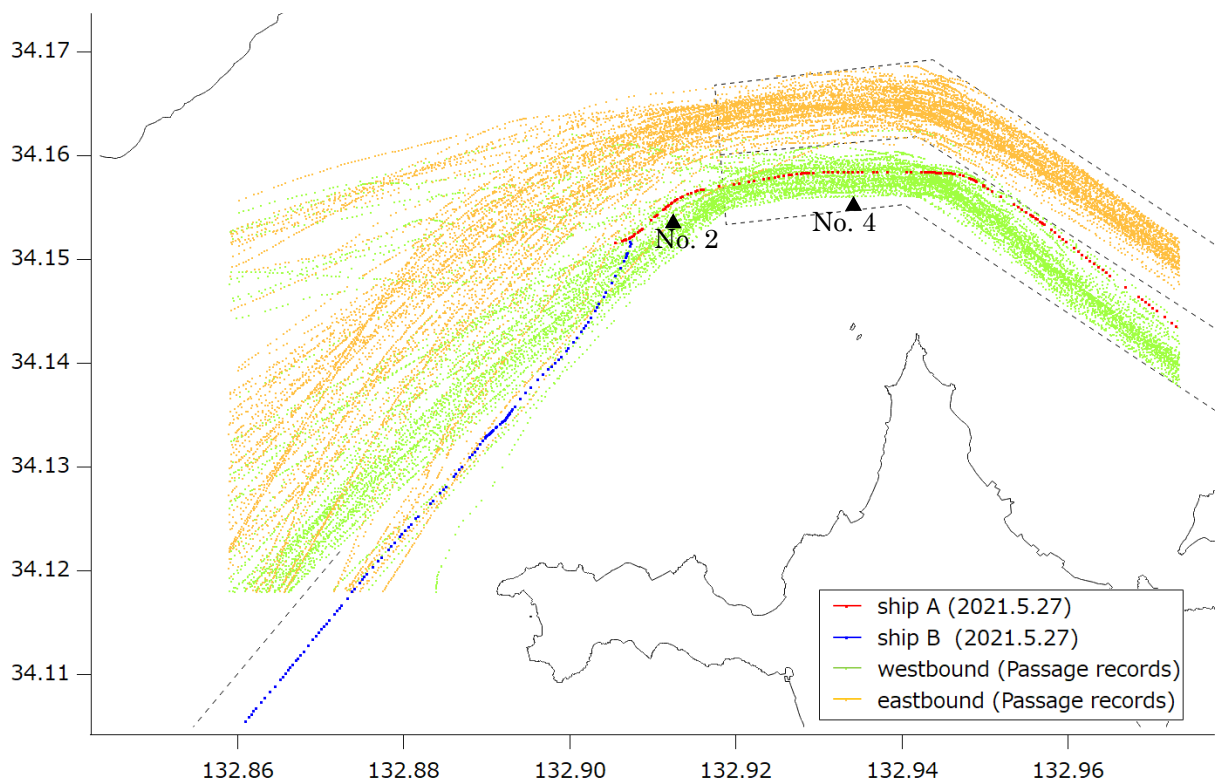 34.17
34.16
34.15
34.14
34.13
34.12
34.11
No. 2
No. 4
ship A (2021.5.27)
ship B (2021.5.27)
westbound (Passage records)
eastbound (Passage records)
132.86 132.88 132.90 132.92 132.94 132.96